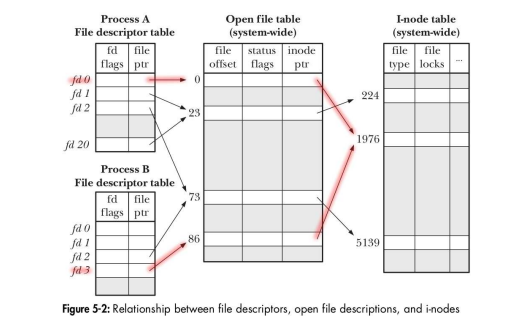 Process A
File descriptor table
fd flags file ptr
fd 0
fd 1
fd 2
fd 20
Process B
File descriptor table
fd flags file ptr
fd 0
fd 1
fd 2
fd 3
Open file table
(system-wide)
file offset status flags inode ptr
0
23
73
86
I-node table
(system-wide)
file type file locks ...
224
1976
5139
Figure 5-2: Relationship between file descriptors, open file descriptions, and i-nodes